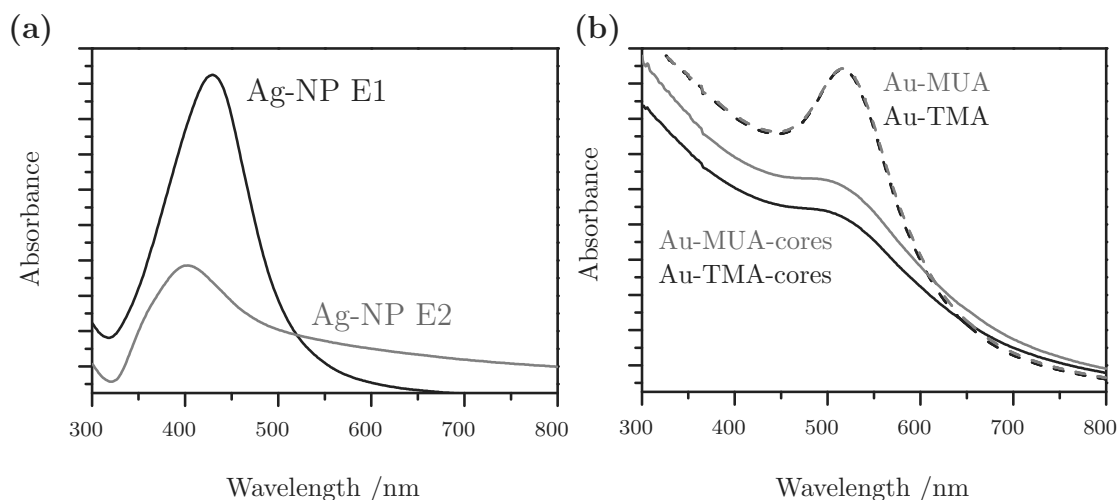 (a)
Absorbance
Ag-NP E1
Ag-NP E2
300 400 500 600 700 800
Wavelength /nm
(b)
Absorbance
Au-MUA
Au-TMA
Au-MUA-cores
Au-TMA-cores
300 400 500 600 700 800
Wavelength /nm